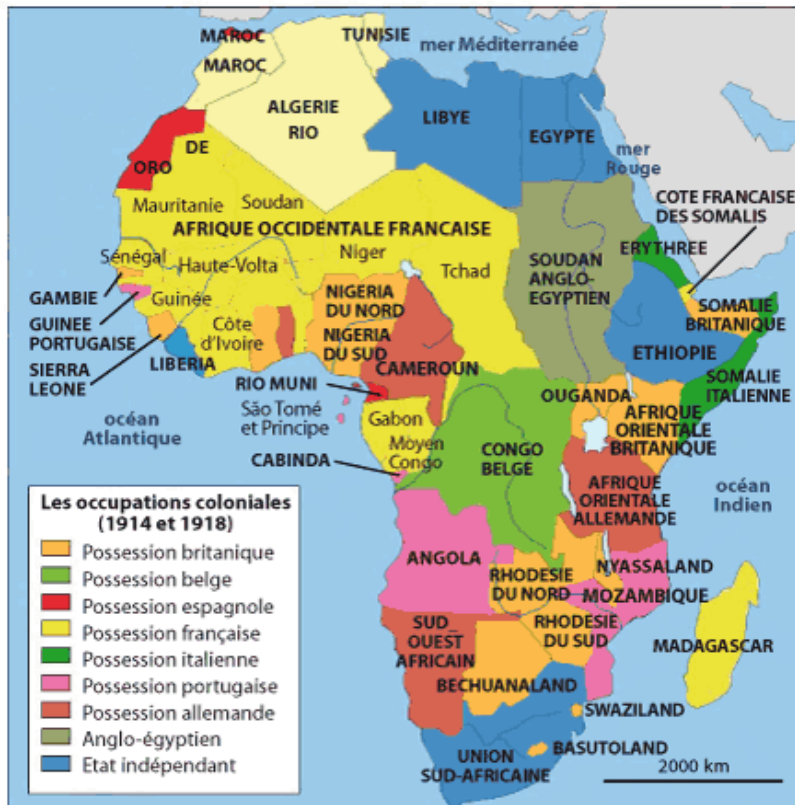 MAROC
MAROC
TUNISIE
mer Méditerranée
ALGERIE
RIO
LIBYE
EGYPTE
DE
ORO
mer
Rouge
Mauritanie
Soudan
COTE FRANCAISE
DES SOMALIS
AFRIQUE OCCIDENTALE FRANCAISE
Sénégal
Haute-Volta
Niger
Tchad
SOUDAN
ANGLO-
EGYPTIEN
ERYTHREE
GAMBIE
Guinée
NIGERIA
DU NORD
SOMALIE
BRITANIQUE
GUINEE
PORTUGAISE
Côte
d'Ivoire
NIGERIA
DU SUD
ETHIOPIE
SIERRA
LEONE
LIBERIA
CAMEROUN
SOMALIE
ITALIENNE
RIO MUNI
OUGANDA
São Tomé
et Principe
Gabon
AFRIQUE
ORIENTALE
BRITANIQUE
océan
Atlantique
Moyen
Congo
CONGO
BELGE
CABINDA
AFRIQUE
ORIENTALE
ALLEMANDE
océan
Indien
Les occupations coloniales
(1914 et 1918)
Possession britanique
Possession belge
Possession espagnole
Possession française
Possession italienne
Possession portugaise
Possession allemande
Anglo-égyptien
Etat indépendant
ANGOLA
RHODESIE
DU NORD
NYASSALAND
MOZAMBIQUE
SUD_
OUEST
AFRICAIN
RHODESIE
DU SUD
MADAGASCAR
BECHUANALAND
SWAZILAND
BASUTOLAND
UNION
SUD-AFRICAINE
2000 km